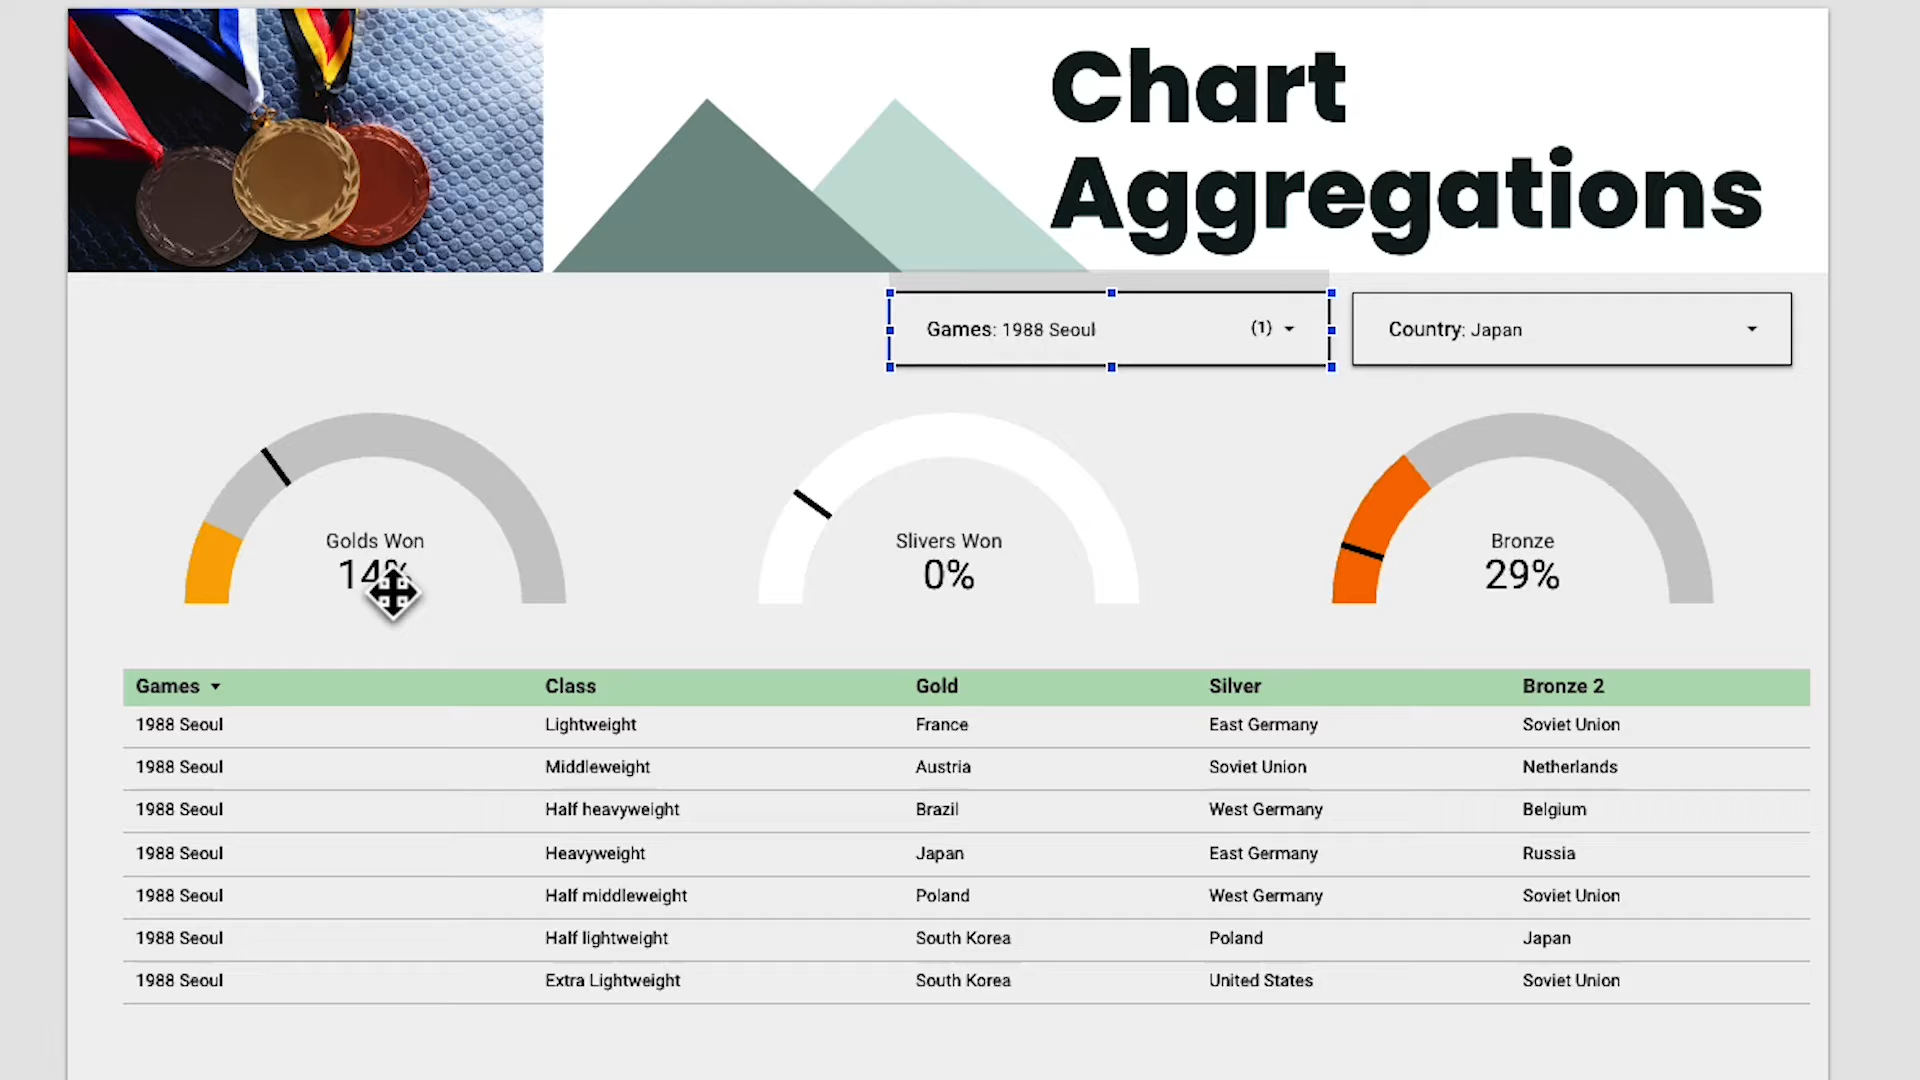 Chart
Aggregations
Games: 1988 Seoul (1)
Country: Japan
Golds Won
Slivers Won
0%
Bronze
29%
Games Class Gold Silver Bronze 2
1988 Seoul Lightweight France East Germany Soviet Union
1988 Seoul Middleweight Austria Soviet Union Netherlands
1988 Seoul Half heavyweight Brazil West Germany Belgium
1988 Seoul Heavyweight Japan East Germany Russia
1988 Seoul Half middleweight Poland West Germany Soviet Union
1988 Seoul Half lightweight South Korea Poland Japan
1988 Seoul Extra Lightweight South Korea United States Soviet Union